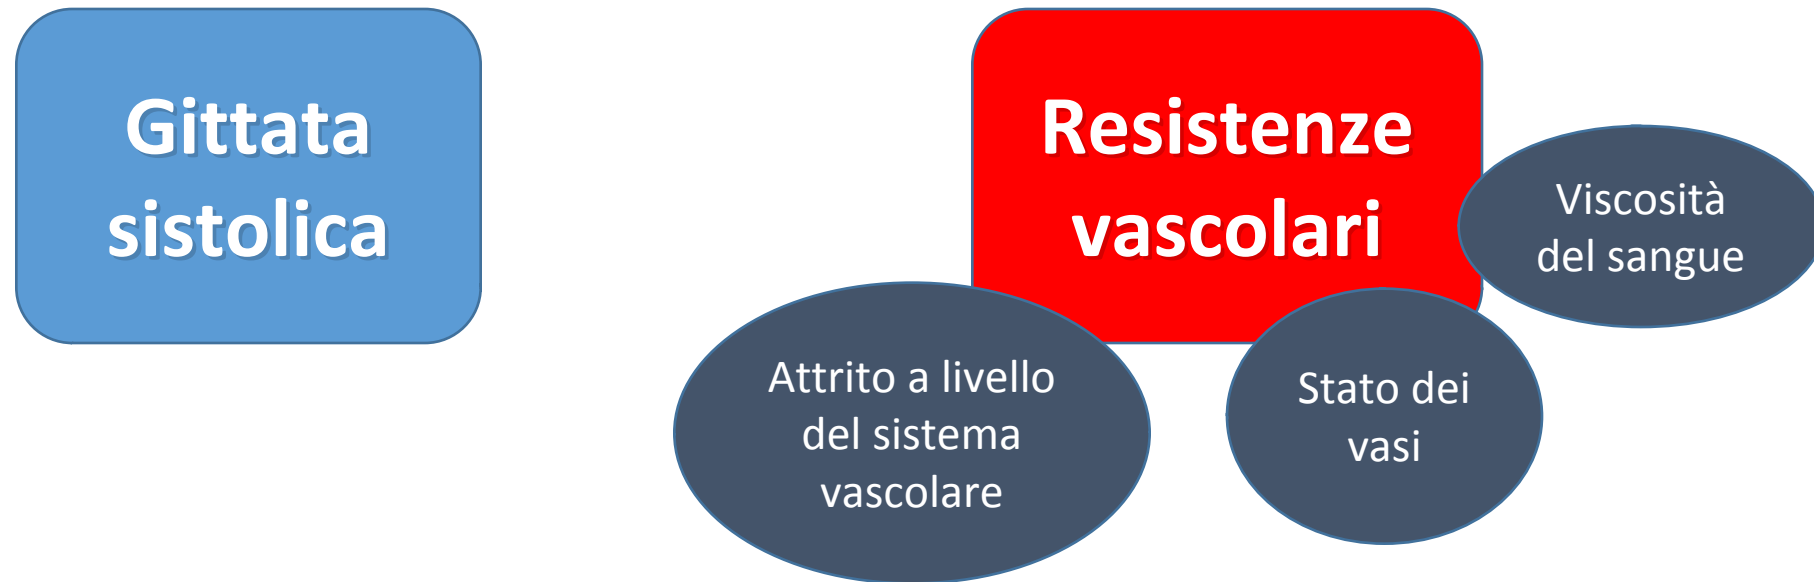 Gittata
sistolica
Resistenze
vascolari
Viscosità
del sangue
Attrito a livello
del sistema
vascolare
Stato dei
vasi